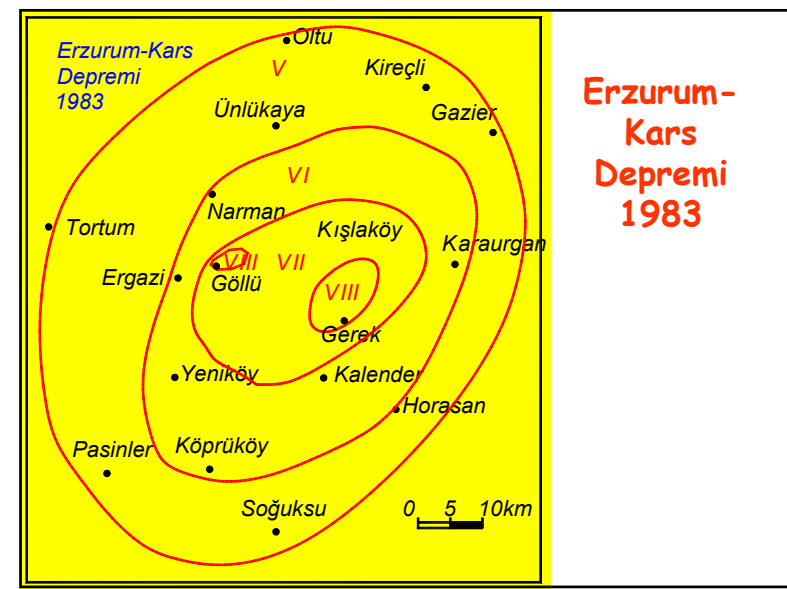 Erzurum-Kars
Depremi
1983
Oltu
V
Kireçli
Ünlükaya
Gazier
VI
Narman
Tortum
Kışlaköy
Karaurgan
Ergazi
VIII
VII
Göllü
VIII
Gerek
Yeniköy
Kalender
Horasan
Pasinler
Köprüköy
Soğuksu
0 5 10km
Erzurum-
Kars
Depremi
1983